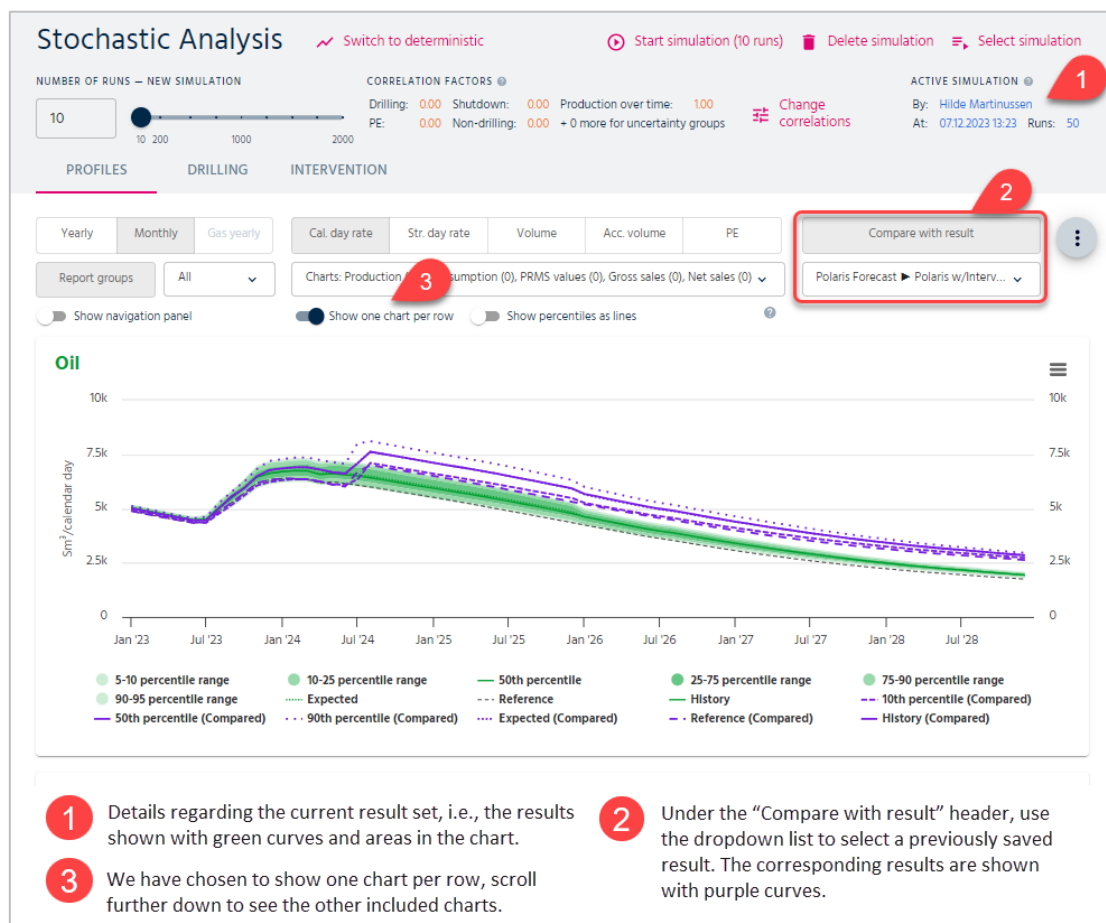 Stochastic Analysis
Switch to deterministic
Start simulation (10 runs)
Delete simulation
Select simulation
NUMBER OF RUNS – NEW SIMULATION
10
10 200 1000 2000
CORRELATION FACTORS
Drilling: 0.00 Shutdown: 0.00 Production over time: 1.00
PE: 0.00 Non-drilling: 0.00 + 0 more for uncertainty groups
Change
correlations
ACTIVE SIMULATION
By: Hilde Martinussen
At: 07.12.2023 13:23 Runs: 50
1
PROFILES
DRILLING
INTERVENTION
2
Yearly
Monthly
Gas yearly
Cal. day rate
Str. day rate
Volume
Acc. volume
PE
Compare with result
Report groups
All
Charts: Production sumption (0), PRMS values (0), Gross sales (0), Net sales (0)
Polaris Forecast ► Polaris w/Interv...
3
Show navigation panel
Show one chart per row
Show percentiles as lines
Oil
10k
7.5k
5k
2.5k
0
Sm³/calendar day
10k
7.5k
5k
2.5k
0
Jan '23
Jul '23
Jan '24
Jul '24
Jan '25
Jul '25
Jan '26
Jul '26
Jan '27
Jul '27
Jan '28
Jul '28
5-10 percentile range
10-25 percentile range
50th percentile
25-75 percentile range
75-90 percentile range
90-95 percentile range
Expected
Reference
History
10th percentile (Compared)
50th percentile (Compared)
90th percentile (Compared)
Expected (Compared)
Reference (Compared)
History (Compared)
1
Details regarding the current result set, i.e., the results
shown with green curves and areas in the chart.
3
We have chosen to show one chart per row, scroll
further down to see the other included charts.
2
Under the “Compare with result” header, use
the dropdown list to select a previously saved
result. The corresponding results are shown
with purple curves.